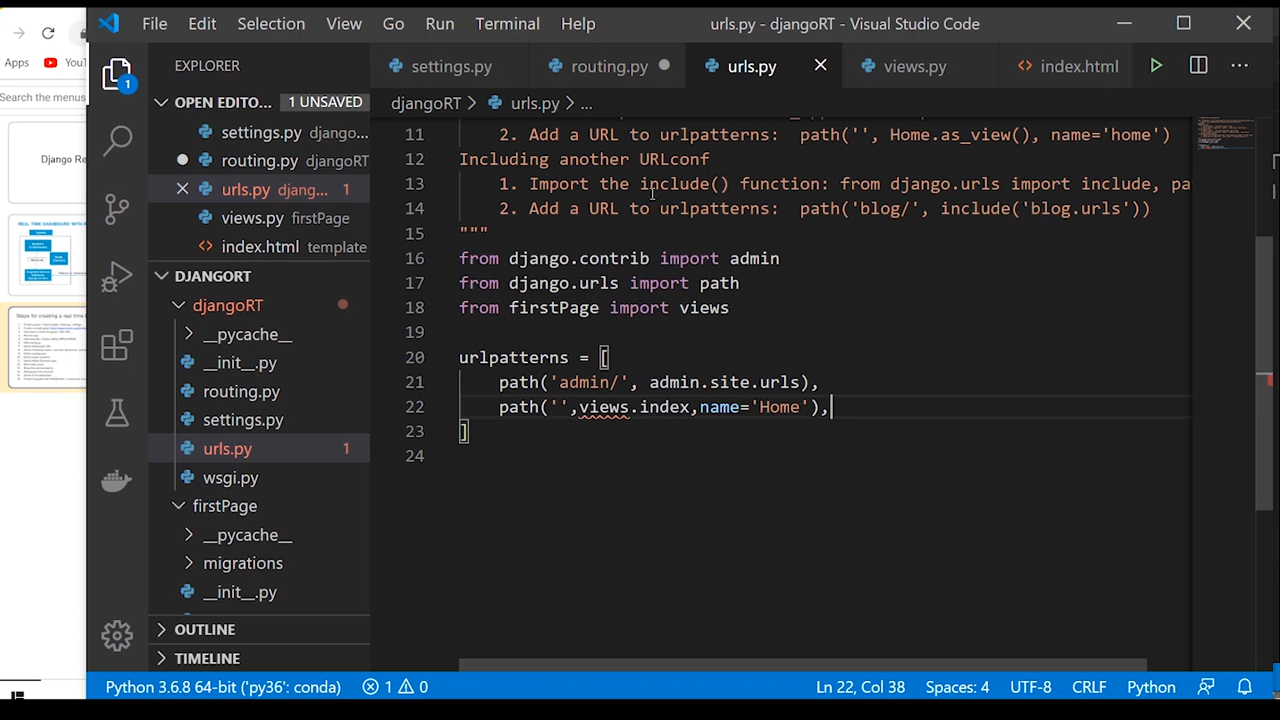 File Edit Selection View Go Run Terminal Help urls.py - djangoRT - Visual Studio Code
Apps
Search the menus
EXPLORER
1
OPEN EDITO... 1 UNSAVED
settings.py django...
routing.py djangoRT
urls.py djang... 1
views.py firstPage
index.html template
DJANGORT
djangoRT
__pycache__
__init__.py
routing.py
settings.py
urls.py 1
wsgi.py
firstPage
__pycache__
migrations
__init__.py
OUTLINE
TIMELINE
settings.py routing.py urls.py views.py index.html
djangoRT > urls.py > ...
11 2. Add a URL to urlpatterns: path('', Home.as_view(), name='home')
12 Including another URLconf
13 1. Import the include() function: from django.urls import include, pa
14 2. Add a URL to urlpatterns: path('blog/', include('blog.urls'))
15 """
16 from django.contrib import admin
17 from django.urls import path
18 from firstPage import views
19
20 urlpatterns = [
21 path('admin/', admin.site.urls),
22 path('',views.index,name='Home'),
23 ]
24
Python 3.6.8 64-bit ('py36': conda) 1 0 Ln 22, Col 38 Spaces: 4 UTF-8 CRLF Python